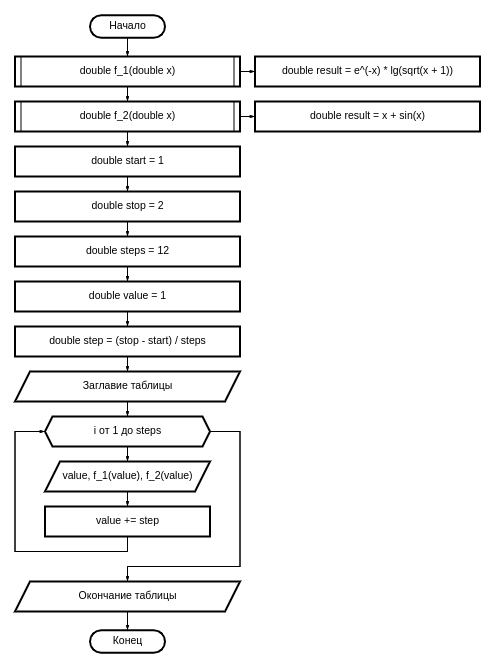 Начало
double f_1(double x)
double result = e^(-x) * lg(sqrt(x + 1))
double f_2(double x)
double result = x + sin(x)
double start = 1
double stop = 2
double steps = 12
double value = 1
double step = (stop - start) / steps
Заглавие таблицы
i от 1 до steps
value, f_1(value), f_2(value)
value += step
Окончание таблицы
Конец